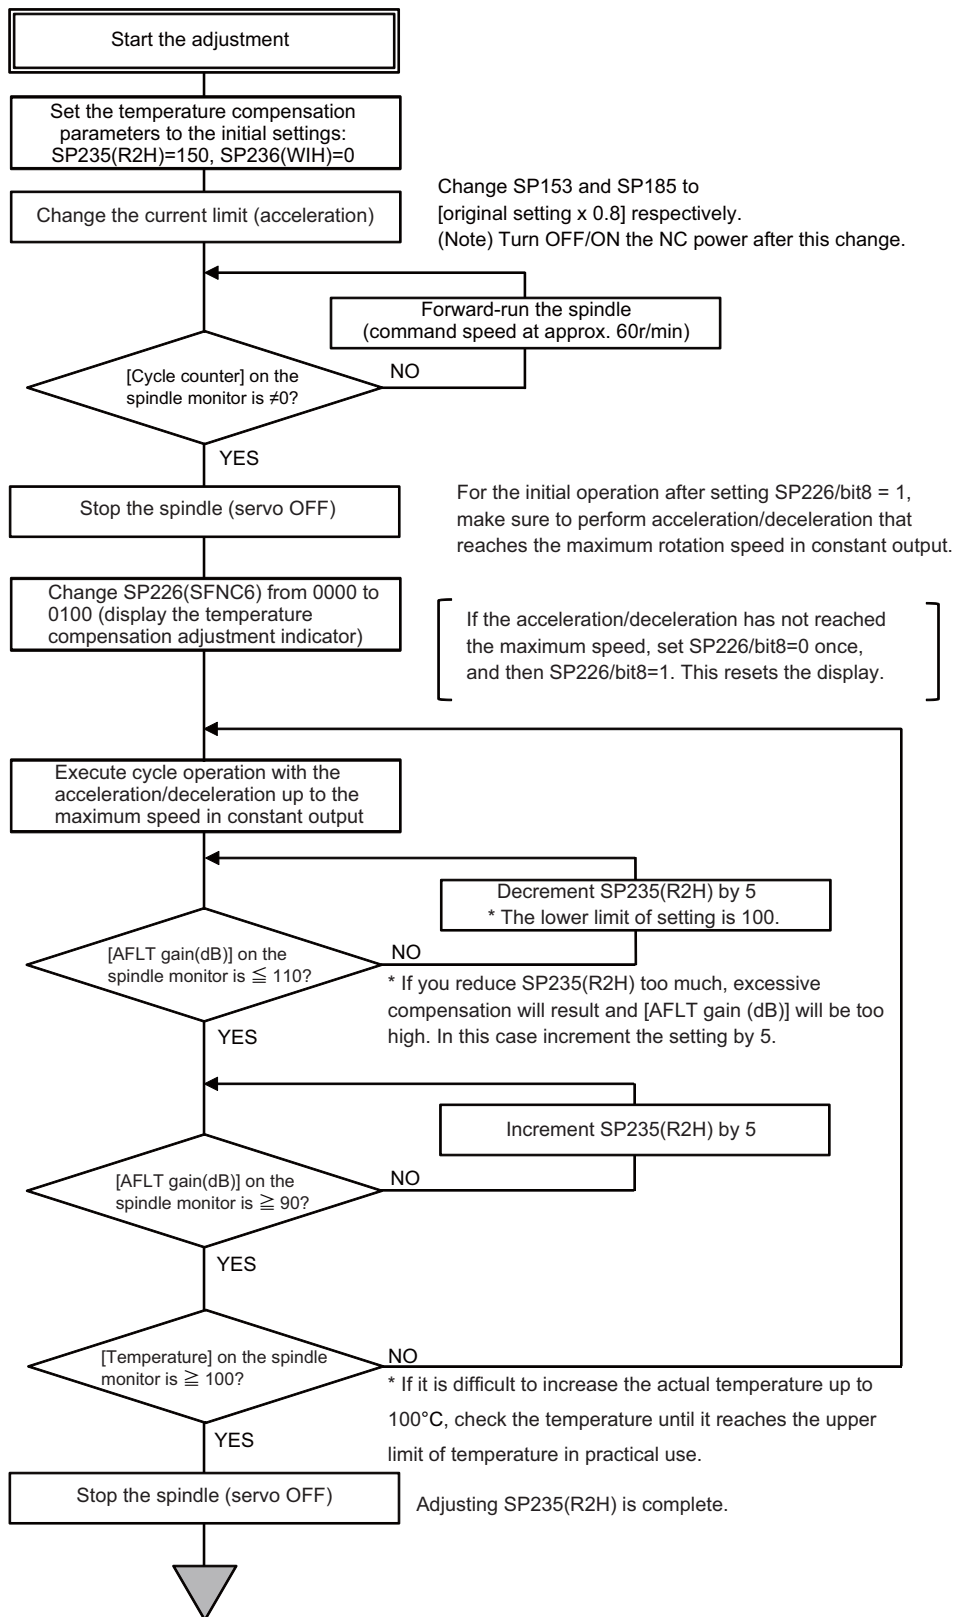 Start the adjustment
Set the temperature compensation
parameters to the initial settings:
SP235(R2H)=150, SP236(WIH)=0
Change the current limit (acceleration)
Change SP153 and SP185 to
[original setting x 0.8] respectively.
(Note) Turn OFF/ON the NC power after this change.
Forward-run the spindle
(command speed at approx. 60r/min)
[Cycle counter] on the
spindle monitor is ≠0?
NO
YES
Stop the spindle (servo OFF)
For the initial operation after setting SP226/bit8 = 1,
make sure to perform acceleration/deceleration that
reaches the maximum rotation speed in constant output.
Change SP226(SFNC6) from 0000 to
0100 (display the temperature
compensation adjustment indicator)
If the acceleration/deceleration has not reached
the maximum speed, set SP226/bit8=0 once,
and then SP226/bit8=1. This resets the display.
Execute cycle operation with the
acceleration/deceleration up to the
maximum speed in constant output
Decrement SP235(R2H) by 5
* The lower limit of setting is 100.
[AFLT gain(dB)] on the
spindle monitor is ≦ 110?
NO
* If you reduce SP235(R2H) too much, excessive
compensation will result and [AFLT gain (dB)] will be too
high. In this case increment the setting by 5.
YES
Increment SP235(R2H) by 5
[AFLT gain(dB)] on the
spindle monitor is ≧ 90?
NO
YES
[Temperature] on the spindle
monitor is ≧ 100?
NO
* If it is difficult to increase the actual temperature up to
100°C, check the temperature until it reaches the upper
limit of temperature in practical use.
YES
Stop the spindle (servo OFF)
Adjusting SP235(R2H) is complete.